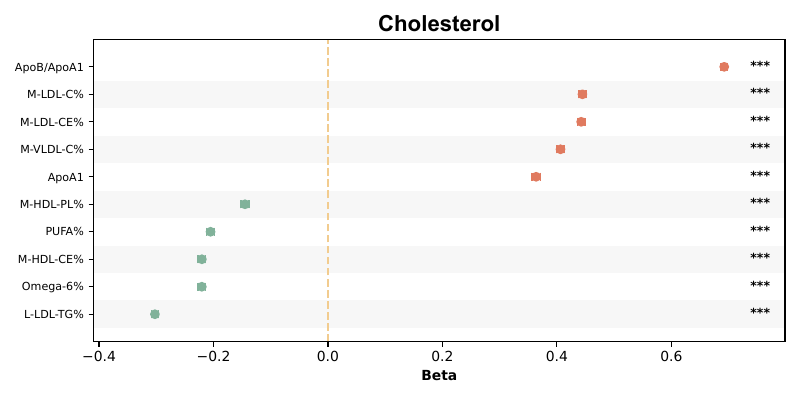 Cholesterol
ApoB/ApoA1 ***
M-LDL-C% ***
M-LDL-CE% ***
M-VLDL-C% ***
ApoA1 ***
M-HDL-PL% ***
PUFA% ***
M-HDL-CE% ***
Omega-6% ***
L-LDL-TG% ***
−0.4 −0.2 0.0 0.2 0.4 0.6
Beta